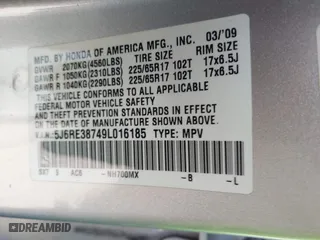 MFD. BY HONDA OF AMERICA MFG., INC. 03/'09
TIRE SIZE RIM SIZE
GVWR 2070KG(4560LBS)
GAWR F 1050KG(2310LBS) 225/65R17 102T 17x6.5J
GAWR R 1040KG(2290LBS) 225/65R17 102T 17x6.5J
THIS VEHICLE CONFORMS TO ALL APPLICABLE
FEDERAL MOTOR VEHICLE SAFETY AND THEFT
PREVENTION STANDARDS IN EFFECT ON THE
DATE OF MANUFACTURE SHOWN ABOVE.
V.I.N.:5J6RE38749L016185 TYPE: MPV
NH700MX -B -L
DEALERBID